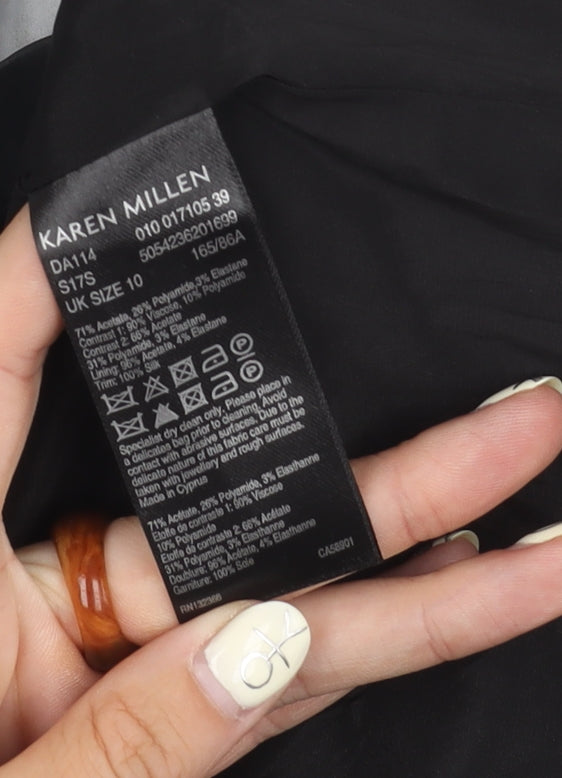 KAREN MILLEN
DA114 010 017105 39
S17S 5054236201699
UK SIZE 10 165/86A
71% Acetate, 26% Polyamide,3% Elastane
Contrast 1: 90% Viscose, 10% Polyamide
Contrast 2: 66% Acetate
31% Polyamide, 3% Elastane
Lining: 96% Acetate, 4% Elastane
Trim: 100% Silk
P
P
Specialist dry clean only, Please place in
a delicates bag prior to cleaning, Avoid
contact with abrasive surfaces, Due to the
delicate nature of this fabric care must be
taken with jewellery and rough surfaces.
Made in Cyprus
71% Acétate, 26% Polyamide, 3% Elasthanne
Etoffe de contraste 1: 90% Viscose
10% Polyamide
Etoffe de contraste 2: 66% Acétate
31% Polyamide, 3% Elasthanne
Doublure: 96% Acétate, 4% Elasthanne
Garniture: 100% Soie
CA58901
RN132366